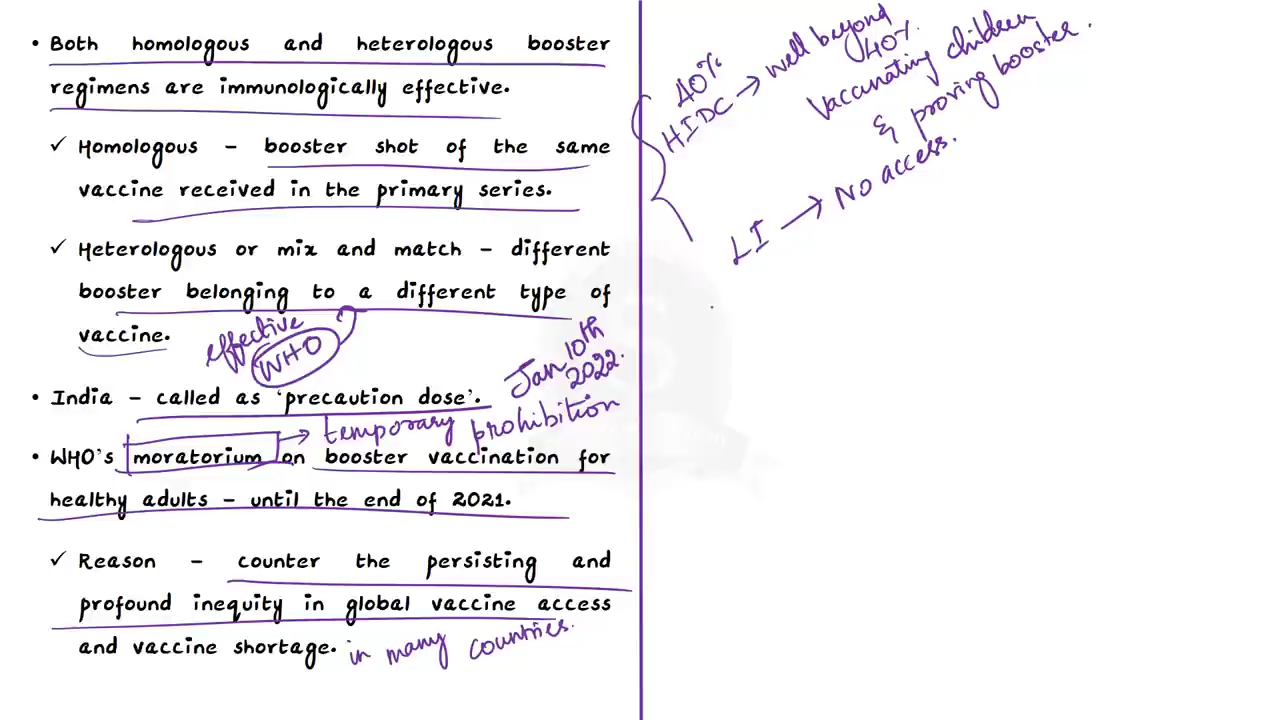 • Both homologous and heterologous booster
regimens are immunologically effective.
✓ Homologous – booster shot of the same
vaccine received in the primary series.
✓ Heterologous or mix and match – different
booster belonging to a different type of
vaccine.
effective
WHO
Jan 10th
2022.
• India – called as ‘precaution dose’.
→ temporary prohibition
• WHO's moratorium on booster vaccination for
healthy adults – until the end of 2021.
✓ Reason – counter the persisting and
profound inequity in global vaccine access
and vaccine shortage. in many countries.
40%
HIDC → well beyond
40%.
Vaccanating children
& proving booster.
LI → No access.